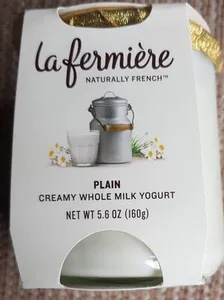 la fermière
NATURALLY FRENCH™
PLAIN
CREAMY WHOLE MILK YOGURT
NET WT 5.6 OZ (160g)